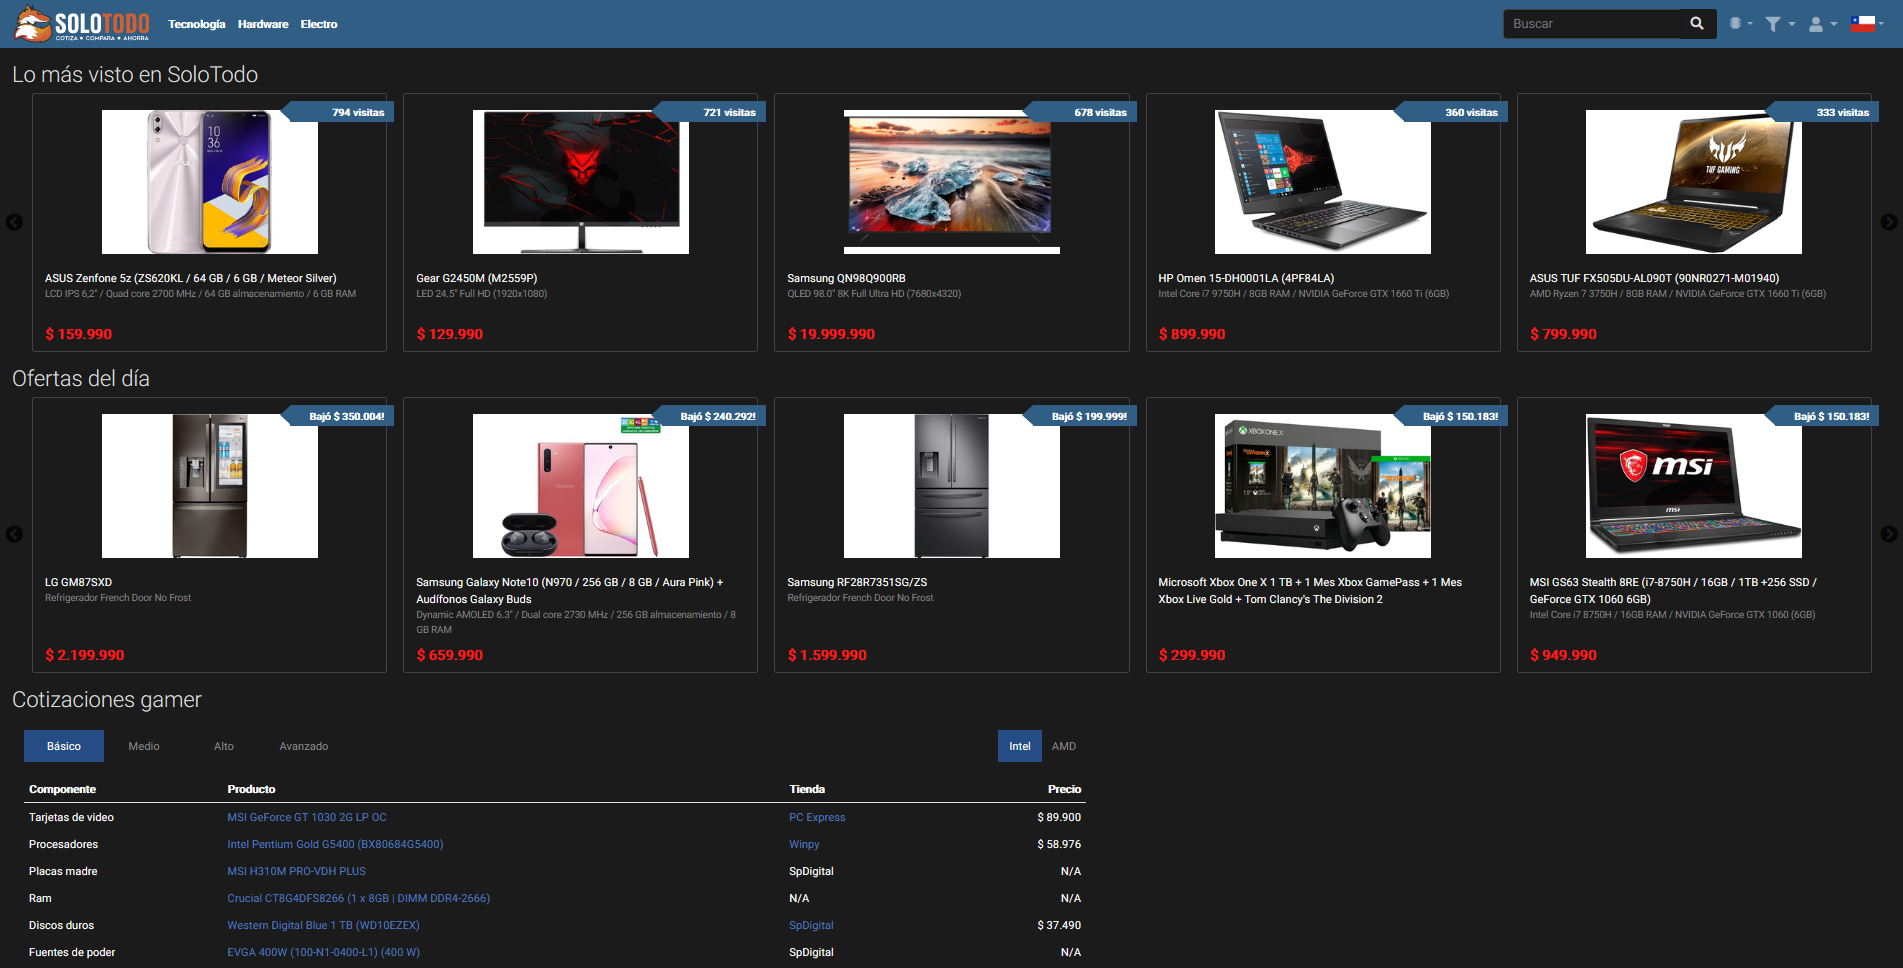 SOLOTODO
COTIZA • COMPARA • AHORRA
Tecnología Hardware Electro
Buscar
Lo más visto en SoloTodo
794 visitas
10
36
ASUS Zenfone 5z (ZS620KL / 64 GB / 6 GB / Meteor Silver)
LCD IPS 6,2" / Quad core 2700 MHz / 64 GB almacenamiento / 6 GB RAM
$ 159.990
721 visitas
Gear G2450M (M2559P)
LED 24.5" Full HD (1920x1080)
$ 129.990
678 visitas
Samsung QN98Q900RB
QLED 98.0" 8K Full Ultra HD (7680x4320)
$ 19.999.990
360 visitas
HP Omen 15-DH0001LA (4PF84LA)
Intel Core i7 9750H / 8GB RAM / NVIDIA GeForce GTX 1660 Ti (6GB)
$ 899.990
333 visitas
TUF GAMING
ASUS TUF FX505DU-AL090T (90NR0271-M01940)
AMD Ryzen 7 3750H / 8GB RAM / NVIDIA GeForce GTX 1660 Ti (6GB)
$ 799.990
Ofertas del día
Bajó $ 350.004!
LG GM87SXD
Refrigerador French Door No Frost
$ 2.199.990
Bajó $ 240.292!
Samsung Galaxy Note10 (N970 / 256 GB / 8 GB / Aura Pink) +
Audífonos Galaxy Buds
Dynamic AMOLED 6.3" / Dual core 2730 MHz / 256 GB almacenamiento / 8
GB RAM
$ 659.990
Bajó $ 199.999!
Samsung RF28R7351SG/ZS
Refrigerador French Door No Frost
$ 1.599.990
Bajó $ 150.183!
XBOX ONE X
Microsoft Xbox One X 1 TB + 1 Mes Xbox GamePass + 1 Mes
Xbox Live Gold + Tom Clancy's The Division 2
$ 299.990
Bajó $ 150.183!
msi
msi
MSI GS63 Stealth 8RE (i7-8750H / 16GB / 1TB +256 SSD /
GeForce GTX 1060 6GB)
Intel Core i7 8750H / 16GB RAM / NVIDIA GeForce GTX 1060 (6GB)
$ 949.990
Cotizaciones gamer
Básico Medio Alto Avanzado Intel AMD
Componente Producto Tienda Precio
Tarjetas de video MSI GeForce GT 1030 2G LP OC PC Express $ 89.900
Procesadores Intel Pentium Gold G5400 (BX80684G5400) Winpy $ 58.976
Placas madre MSI H310M PRO-VDH PLUS SpDigital N/A
Ram Crucial CT8G4DFS8266 (1 x 8GB | DIMM DDR4-2666) N/A N/A
Discos duros Western Digital Blue 1 TB (WD10EZEX) SpDigital $ 37.490
Fuentes de poder EVGA 400W (100-N1-0400-L1) (400 W) SpDigital N/A